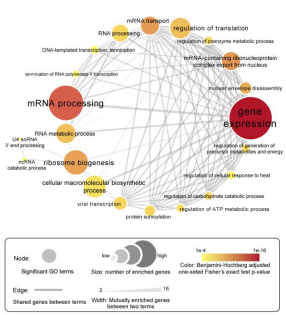 mRNA transport
RNA processing
regulation of translation
regulation of coenzyme metabolic process
DNA-templated transcription, termination
mRNA-containing ribonucleoprotein
complex export from nucleus
termination of RNA polymerase II transcription
nuclear envelope disassembly
mRNA processing
gene
expression
RNA metabolic process
U4 snRNA
3'-end processing
regulation of generation of
precursor metabolites and energy
ncRNA
catabolic process
ribosome biogenesis
regulation of cellular response to heat
cellular macromolecular biosynthetic
process
regulation of carbohydrate catabolic process
viral transcription
regulation of ATP metabolic process
protein sumoylation
Node:
Significant GO terms
low
high
Size: number of enriched genes
1e-4
1e-16
Color: Benjamin-Hochberg adjusted
one-sided Fisher's exact test p-value
Edge:
Shared genes between terms
2
16
Width: Mutually enriched genes
between two terms